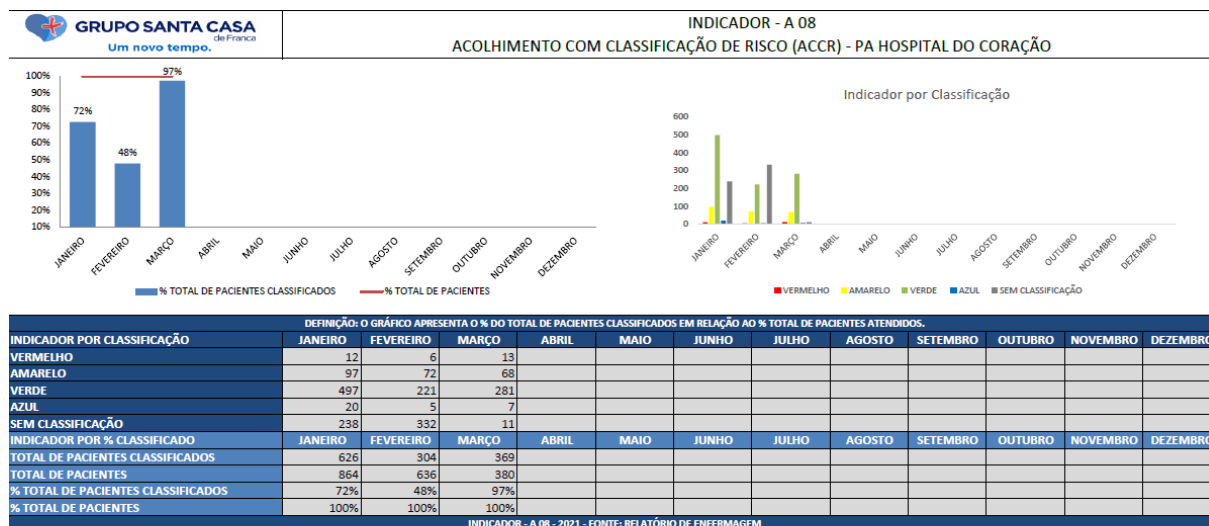 GRUPO SANTA CASA
de Franca
Um novo tempo.
INDICADOR - A 08
ACOLHIMENTO COM CLASSIFICAÇÃO DE RISCO (ACCR) - PA HOSPITAL DO CORAÇÃO
100%
90%
80%
70%
60%
50%
40%
30%
20%
10%
72%
48%
97%
JANEIRO FEVEREIRO MARÇO ABRIL MAIO JUNHO JULHO AGOSTO SETEMBRO OUTUBRO NOVEMBRO DEZEMBRO
% TOTAL DE PACIENTES CLASSIFICADOS % TOTAL DE PACIENTES
Indicador por Classificação
600
500
400
300
200
100
0
JANEIRO FEVEREIRO MARÇO ABRIL MAIO JUNHO JULHO AGOSTO SETEMBRO OUTUBRO NOVEMBRO DEZEMBRO
VERMELHO AMARELO VERDE AZUL SEM CLASSIFICAÇÃO
DEFINIÇÃO: O GRÁFICO APRESENTA O % DO TOTAL DE PACIENTES CLASSIFICADOS EM RELAÇÃO AO % TOTAL DE PACIENTES ATENDIDOS.
INDICADOR POR CLASSIFICAÇÃO JANEIRO FEVEREIRO MARÇO ABRIL MAIO JUNHO JULHO AGOSTO SETEMBRO OUTUBRO NOVEMBRO DEZEMBRO
VERMELHO 12 6 13
AMARELO 97 72 68
VERDE 497 221 281
AZUL 20 5 7
SEM CLASSIFICAÇÃO 238 332 11
INDICADOR POR % CLASSIFICADO JANEIRO FEVEREIRO MARÇO ABRIL MAIO JUNHO JULHO AGOSTO SETEMBRO OUTUBRO NOVEMBRO DEZEMBRO
TOTAL DE PACIENTES CLASSIFICADOS 626 304 369
TOTAL DE PACIENTES 864 636 380
% TOTAL DE PACIENTES CLASSIFICADOS 72% 48% 97%
% TOTAL DE PACIENTES 100% 100% 100%
INDICADOR - A 08 - 2021 - FONTE: RELATÓRIO DE ENFERMAGEM